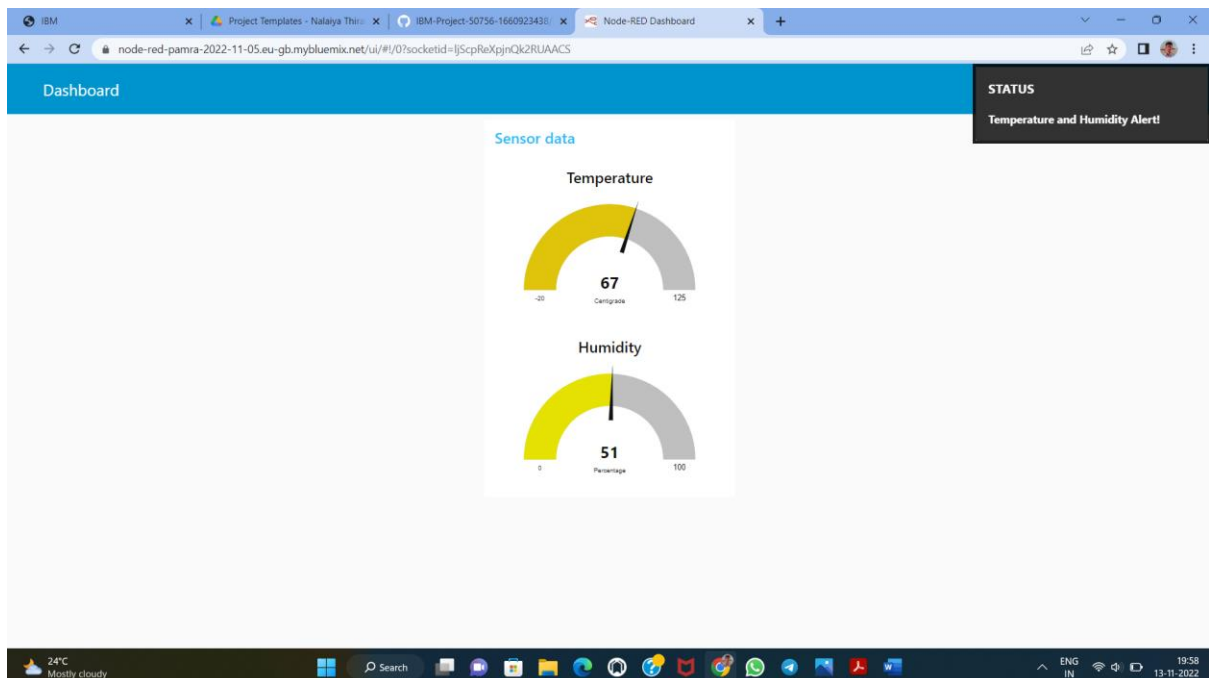 IBM
Project Templates - Nalaiya Thira
IBM-Project-50756-1660923438/
Node-RED Dashboard
node-red-pamra-2022-11-05.eu-gb.mybluemix.net/ui/#!/0?socketid=ljScpReXpjnQk2RUAACS
Dashboard
STATUS
Temperature and Humidity Alert!
Sensor data
Temperature
67
-20
Centigrade
125
Humidity
51
0
Percentage
100
24°C
Mostly cloudy
Search
ENG
IN
19:58
13-11-2022